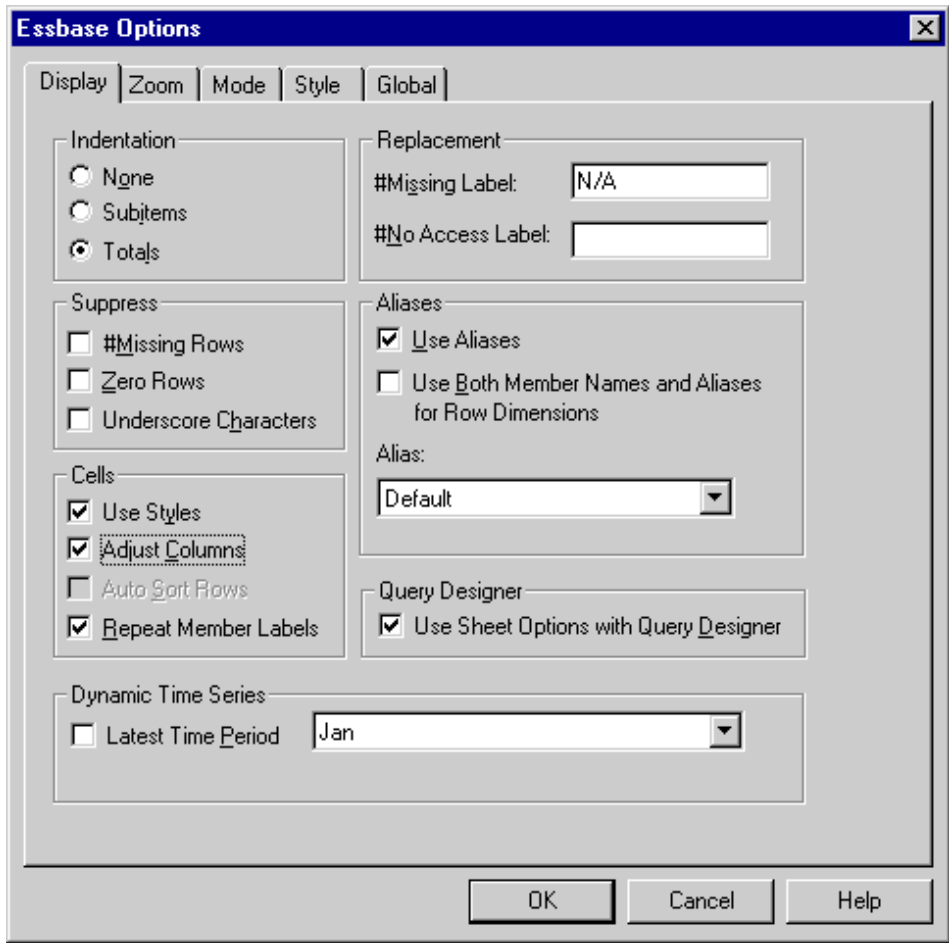 Essbase Options
Display Zoom Mode Style Global
Indentation
None
Subitems
Totals
Replacement
#Missing Label: N/A
#No Access Label:
Suppress
#Missing Rows
Zero Rows
Underscore Characters
Aliases
Use Aliases
Use Both Member Names and Aliases
for Row Dimensions
Alias:
Default
Cells
Use Styles
Adjust Columns
Auto Sort Rows
Repeat Member Labels
Query Designer
Use Sheet Options with Query Designer
Dynamic Time Series
Latest Time Period Jan
OK Cancel Help